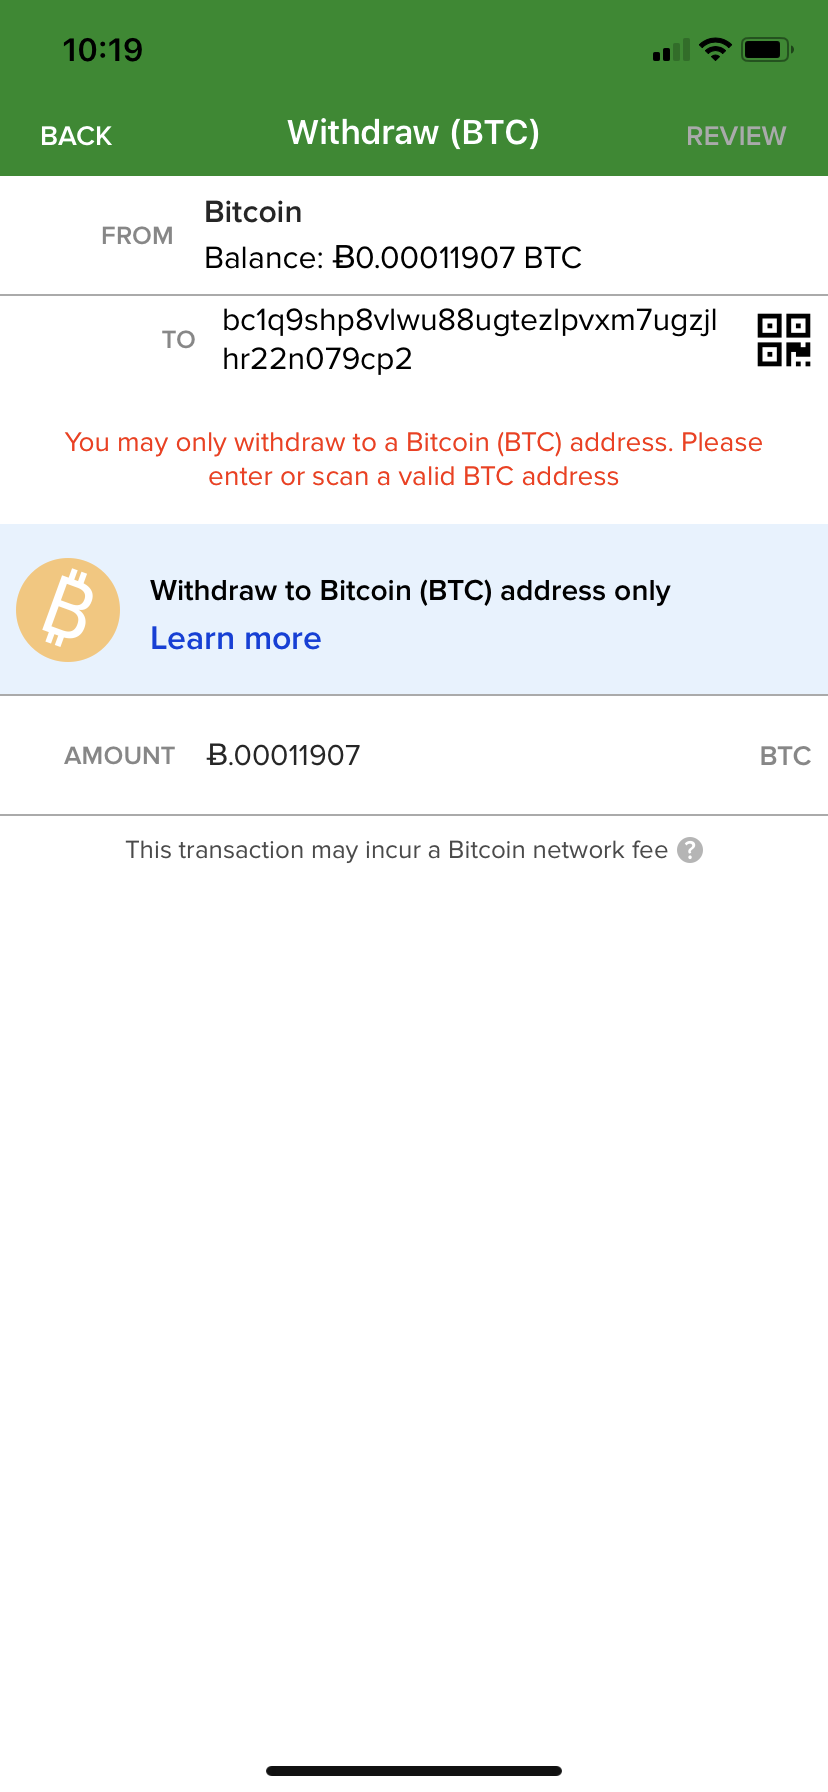 10:19
BACK Withdraw (BTC) REVIEW
Bitcoin
FROM
Balance: Ƀ0.00011907 BTC
TO
bc1q9shp8vlwu88ugtezlpvxm7ugzjl
hr22n079cp2
You may only withdraw to a Bitcoin (BTC) address. Please
enter or scan a valid BTC address
Withdraw to Bitcoin (BTC) address only
Learn more
AMOUNT Ƀ.00011907 BTC
This transaction may incur a Bitcoin network fee ?